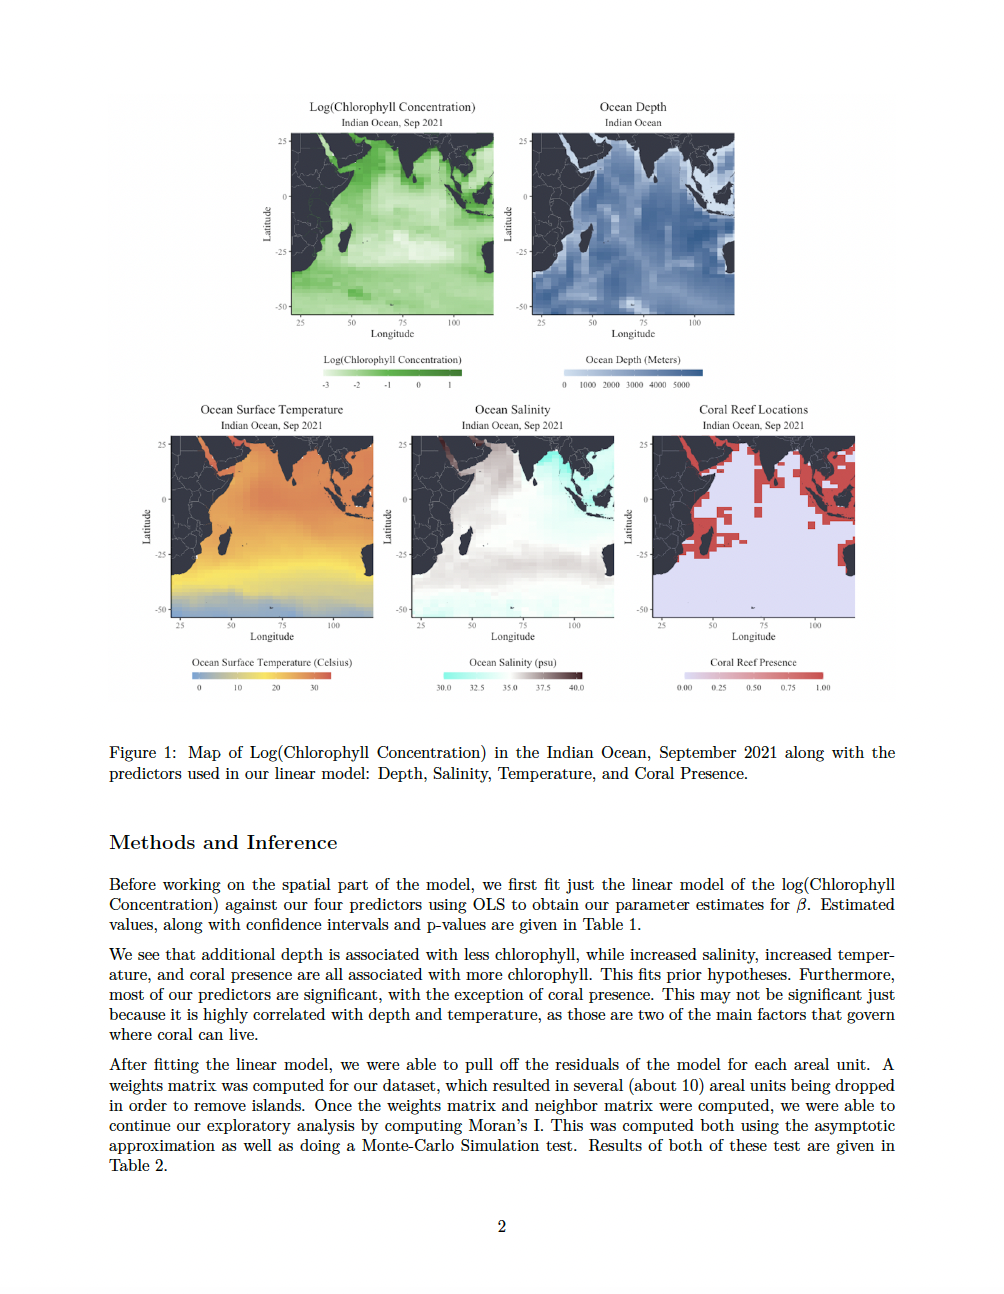 Log(Chlorophyll Concentration)
Indian Ocean, Sep 2021
25
0
-25
-50
Latitude
25 50 75 100
Longitude
Log(Chlorophyll Concentration)
-3 -2 -1 0 1
Ocean Depth
Indian Ocean
25
0
-25
-50
Latitude
25 50 75 100
Longitude
Ocean Depth (Meters)
0 1000 2000 3000 4000 5000
Ocean Surface Temperature
Indian Ocean, Sep 2021
25
0
-25
-50
Latitude
25 50 75 100
Longitude
Ocean Surface Temperature (Celsius)
0 10 20 30
Ocean Salinity
Indian Ocean, Sep 2021
25
0
-25
-50
Latitude
25 50 75 100
Longitude
Ocean Salinity (psu)
30.0 32.5 35.0 37.5 40.0
Coral Reef Locations
Indian Ocean, Sep 2021
25
0
-25
-50
Latitude
25 50 75 100
Longitude
Coral Reef Presence
0.00 0.25 0.50 0.75 1.00
Figure 1: Map of Log(Chlorophyll Concentration) in the Indian Ocean, September 2021 along with the
predictors used in our linear model: Depth, Salinity, Temperature, and Coral Presence.
Methods and Inference
Before working on the spatial part of the model, we first fit just the linear model of the log(Chlorophyll
Concentration) against our four predictors using OLS to obtain our parameter estimates for β. Estimated
values, along with confidence intervals and p-values are given in Table 1.
We see that additional depth is associated with less chlorophyll, while increased salinity, increased temper-
ature, and coral presence are all associated with more chlorophyll. This fits prior hypotheses. Furthermore,
most of our predictors are significant, with the exception of coral presence. This may not be significant just
because it is highly correlated with depth and temperature, as those are two of the main factors that govern
where coral can live.
After fitting the linear model, we were able to pull off the residuals of the model for each areal unit. A
weights matrix was computed for our dataset, which resulted in several (about 10) areal units being dropped
in order to remove islands. Once the weights matrix and neighbor matrix were computed, we were able to
continue our exploratory analysis by computing Moran's I. This was computed both using the asymptotic
approximation as well as doing a Monte-Carlo Simulation test. Results of both of these test are given in
Table 2.
2